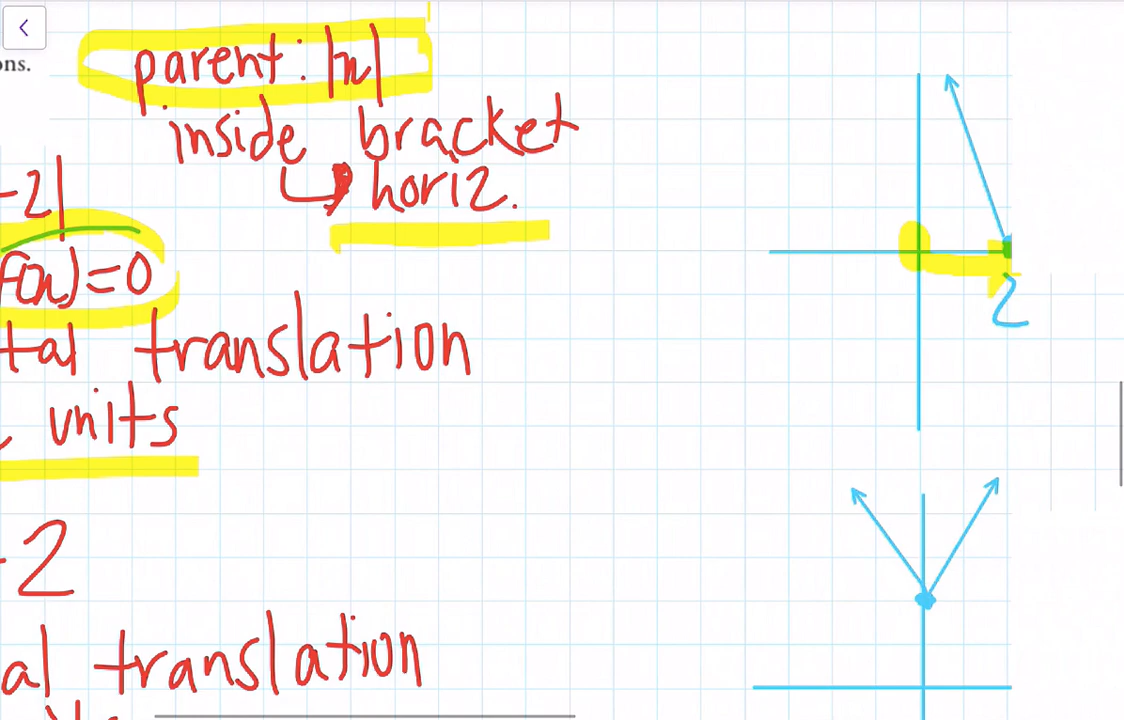 ons.
parent: |x|
inside bracket
↳ horiz.
-2|
f(x)=0
tal translation
units
2
-2
al translation